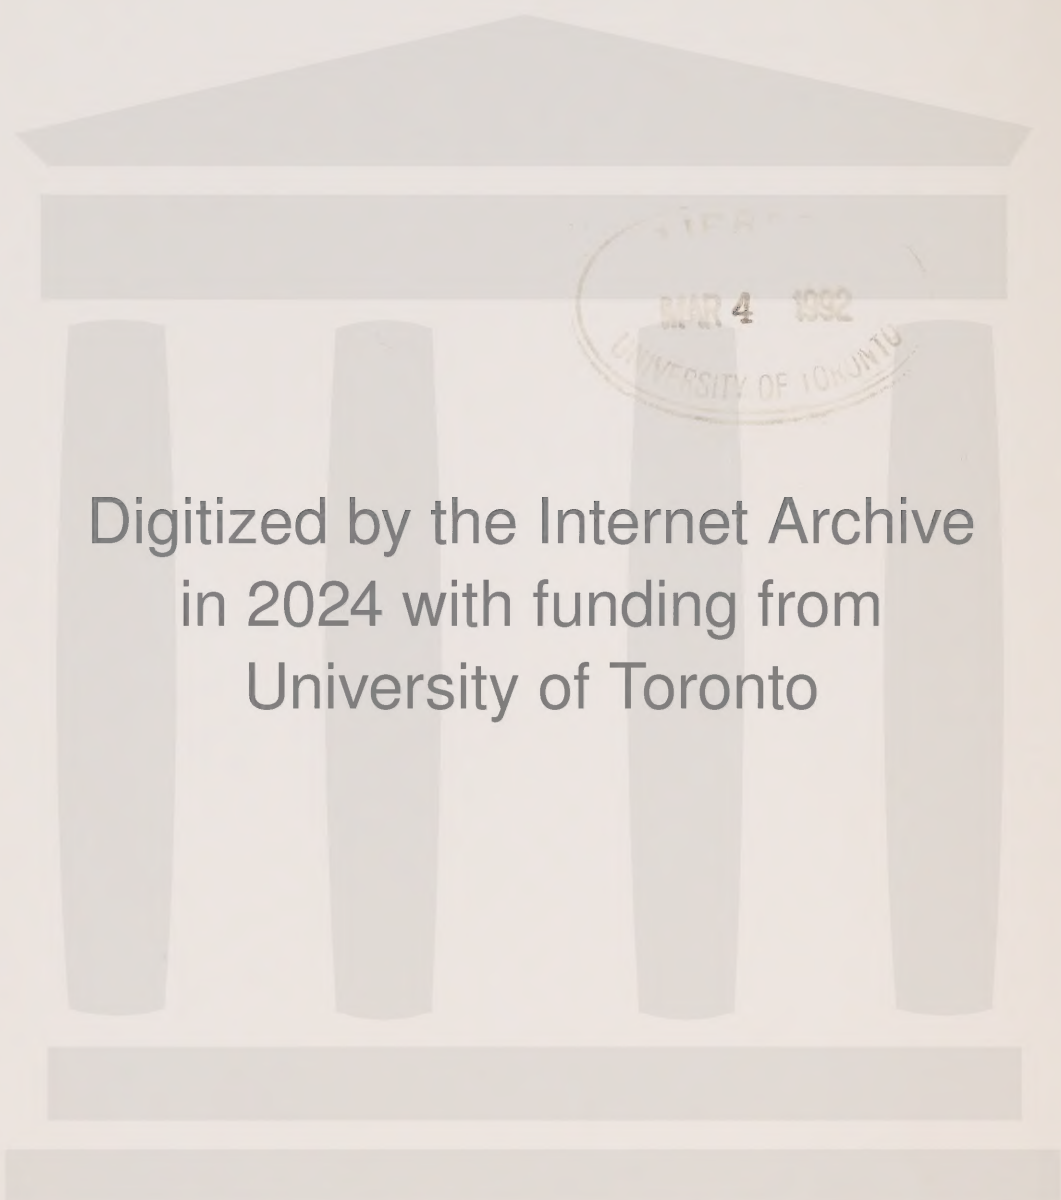 MAR 4 1992
UNIVERSITY OF TORONTO
Digitized by the Internet Archive
in 2024 with funding from
University of Toronto